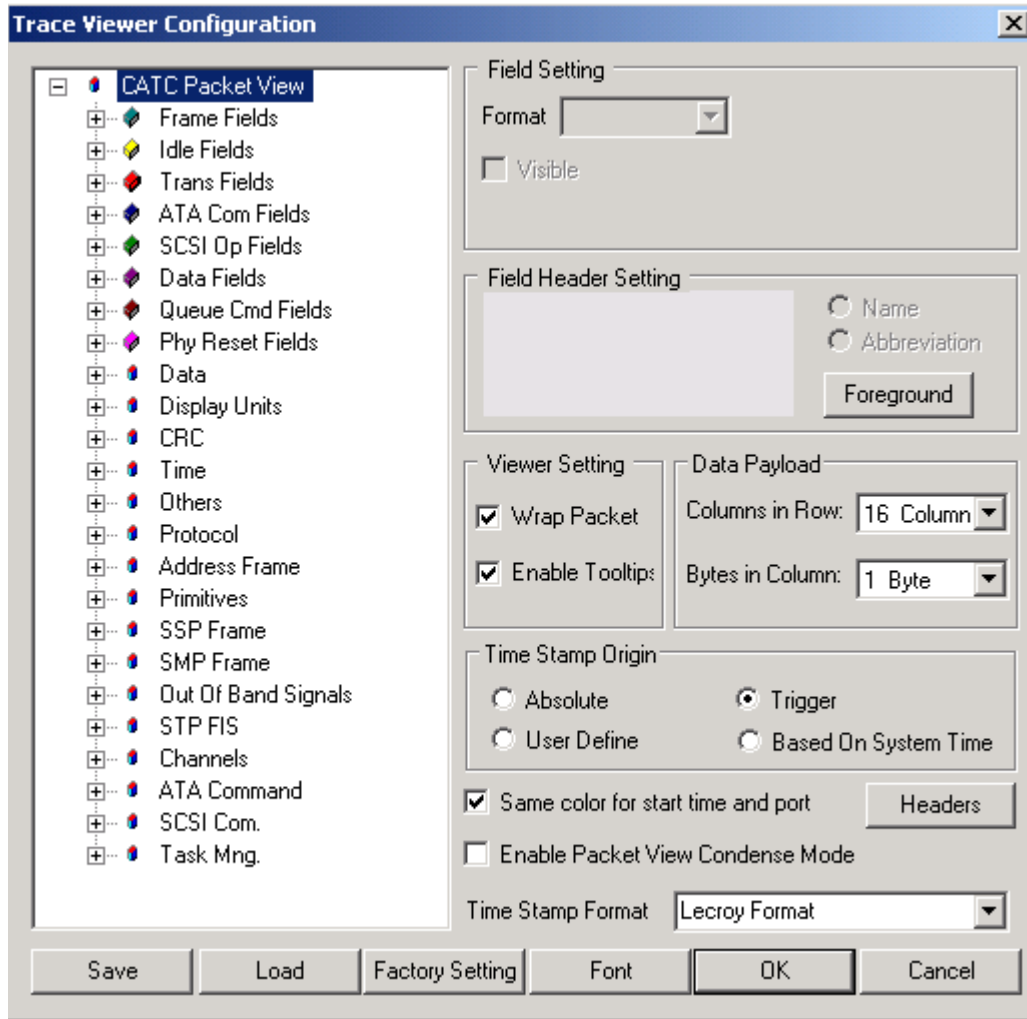 Trace Viewer Configuration
CATC Packet View
Frame Fields
Idle Fields
Trans Fields
ATA Com Fields
SCSI Op Fields
Data Fields
Queue Cmd Fields
Phy Reset Fields
Data
Display Units
CRC
Time
Others
Protocol
Address Frame
Primitives
SSP Frame
SMP Frame
Out Of Band Signals
STP FIS
Channels
ATA Command
SCSI Com.
Task Mng.
Field Setting
Format
Visible
Field Header Setting
Name
Abbreviation
Foreground
Viewer Setting
Wrap Packet
Enable Tooltips
Data Payload
Columns in Row: 16 Column
Bytes in Column: 1 Byte
Time Stamp Origin
Absolute Trigger
User Define Based On System Time
Same color for start time and port Headers
Enable Packet View Condense Mode
Time Stamp Format Lecroy Format
Save Load Factory Setting Font OK Cancel